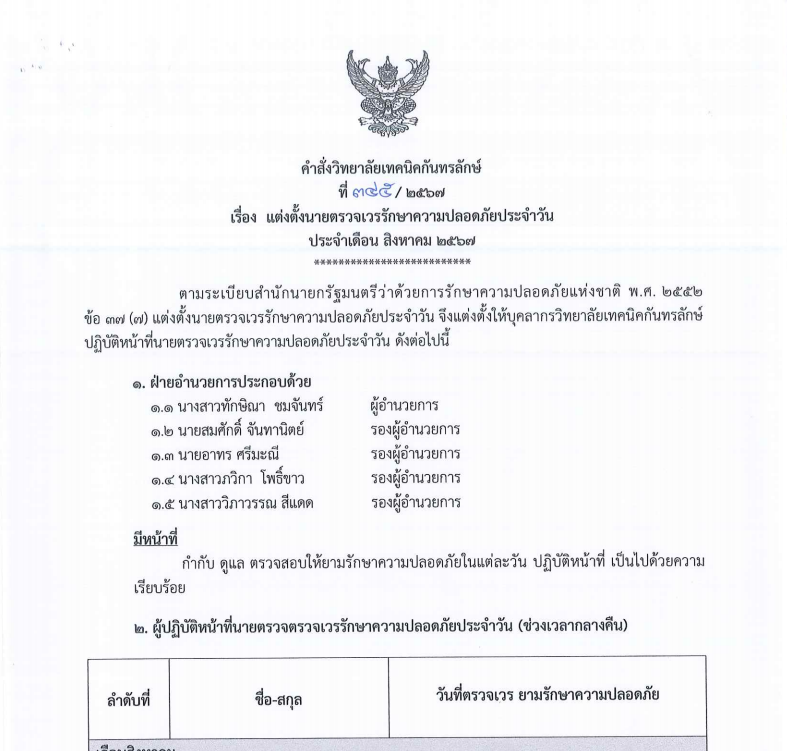 คำสั่งวิทยาลัยเทคนิคกันทรลักษ์
ที่ ๓๙๕ / ๒๕๖๗
เรื่อง แต่งตั้งนายตรวจเวรรักษาความปลอดภัยประจำวัน
ประจำเดือน สิงหาคม ๒๕๖๗
**************************
ตามระเบียบสำนักนายกรัฐมนตรีว่าด้วยการรักษาความปลอดภัยแห่งชาติ พ.ศ. ๒๕๕๒
ข้อ ๓๗ (๗) แต่งตั้งนายตรวจเวรรักษาความปลอดภัยประจำวัน จึงแต่งตั้งให้บุคลากรวิทยาลัยเทคนิคกันทรลักษ์
ปฏิบัติหน้าที่นายตรวจเวรรักษาความปลอดภัยประจำวัน ดังต่อไปนี้
๑. ฝ่ายอำนวยการประกอบด้วย
๑.๑ นางสาวทักษิณา ชมจันทร์ ผู้อำนวยการ
๑.๒ นายสมศักดิ์ จันทานิตย์ รองผู้อำนวยการ
๑.๓ นายอาทร ศรีมะณี รองผู้อำนวยการ
๑.๔ นางสาวภวิกา โพธิ์ขาว รองผู้อำนวยการ
๑.๕ นางสาววิภาวรรณ สีแดด รองผู้อำนวยการ
มีหน้าที่
กำกับ ดูแล ตรวจสอบให้ยามรักษาความปลอดภัยในแต่ละวัน ปฏิบัติหน้าที่ เป็นไปด้วยความ
เรียบร้อย
๒. ผู้ปฏิบัติหน้าที่นายตรวจตรวจเวรรักษาความปลอดภัยประจำวัน (ช่วงเวลากลางคืน)
ลำดับที่ ชื่อ-สกุล วันที่ตรวจเวร ยามรักษาความปลอดภัย